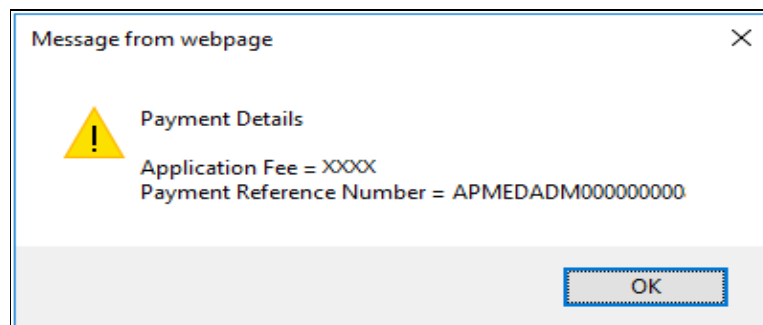 Message from webpage
Payment Details
Application Fee = XXXX
Payment Reference Number = APMEDADM000000000
OK